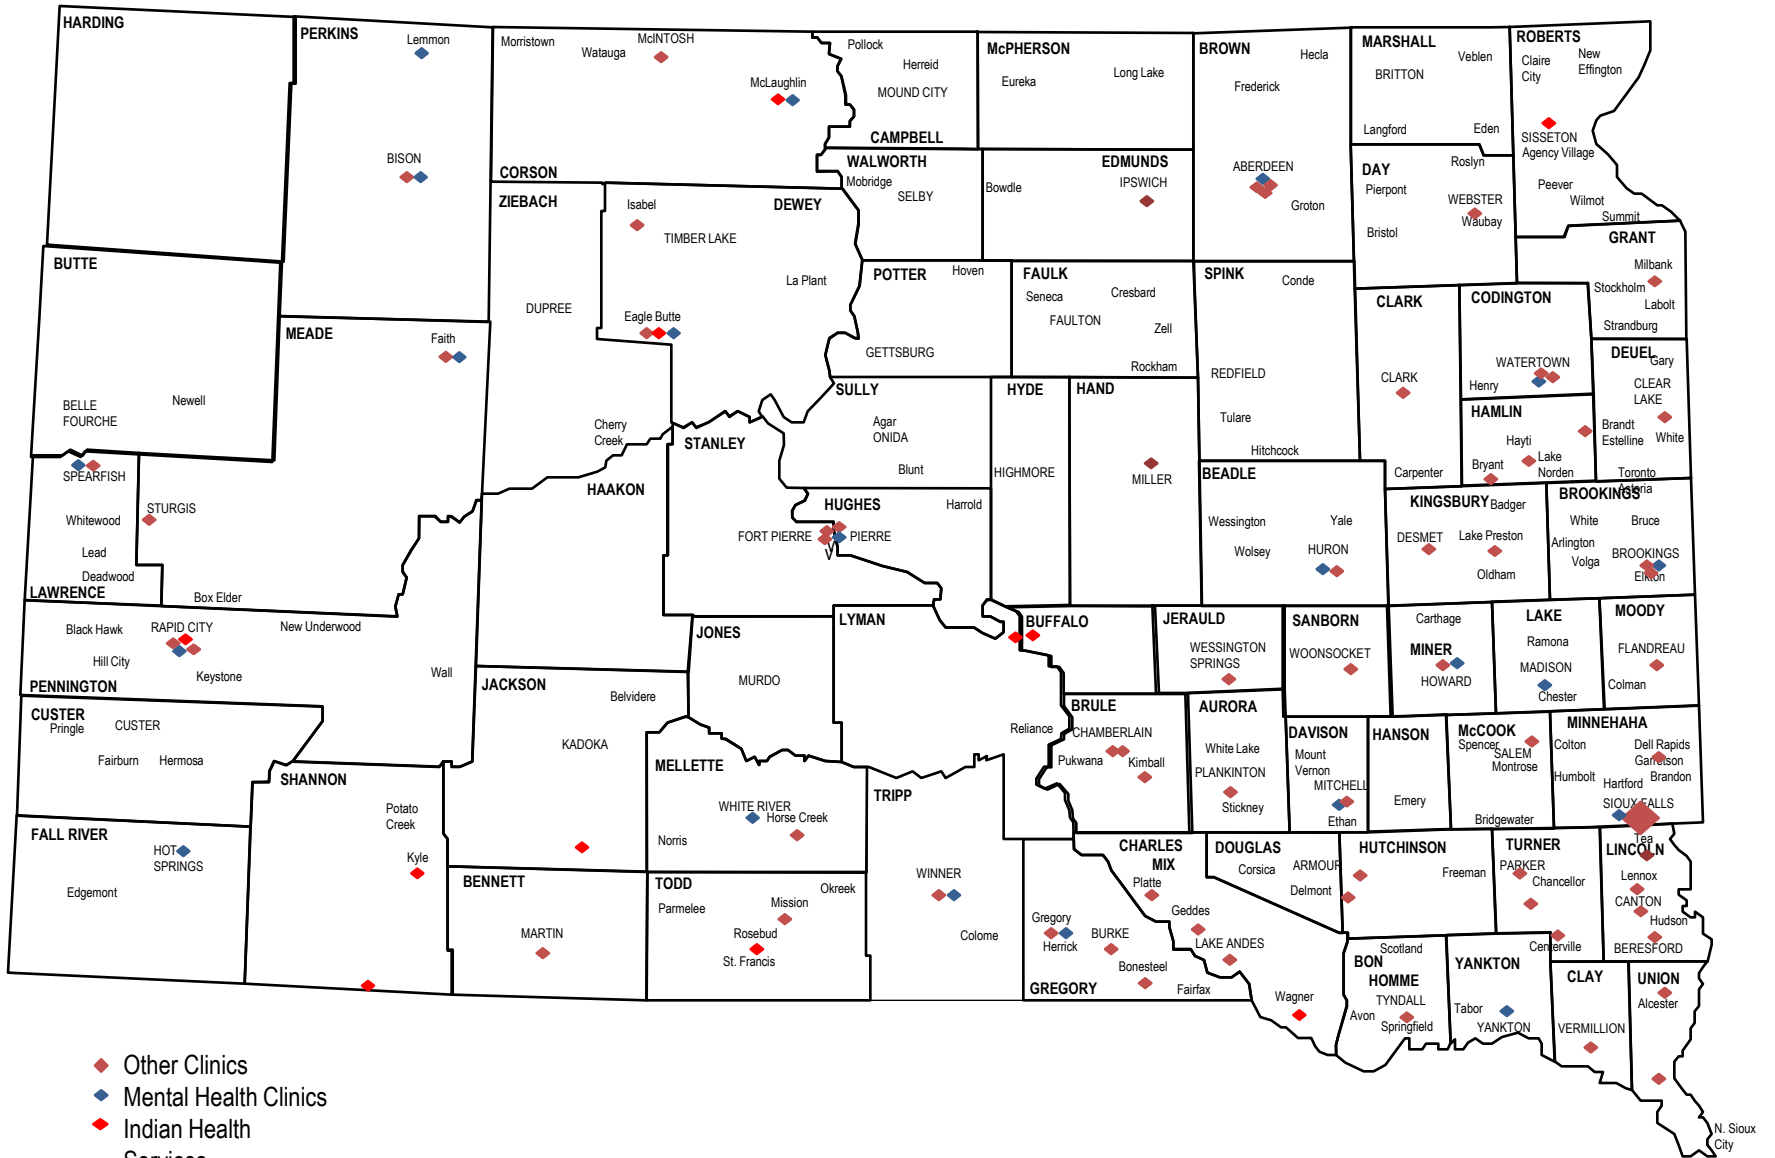 HARDING
PERKINS
Lemmon
BISON
Morristown
Watauga
McINTOSH
McLaughlin
CORSON
Pollock
Herreid
MOUND CITY
CAMPBELL
McPHERSON
Eureka
Long Lake
BROWN
Hecla
Frederick
ABERDEEN
Groton
MARSHALL
Veblen
BRITTON
Langford
Eden
ROBERTS
Claire
City
New
Effington
SISSETON
Agency Village
Peever
Wilmot
Summit
WALWORTH
Mobridge
SELBY
EDMUNDS
Bowdle
IPSWICH
DAY
Roslyn
Pierpont
WEBSTER
Waubay
Bristol
GRANT
Milbank
Stockholm
Labolt
Strandburg
BUTTE
BELLE
FOURCHE
Newell
MEADE
Faith
STURGIS
Box Elder
ZIEBACH
DUPREE
Cherry
Creek
DEWEY
Isabel
TIMBER LAKE
La Plant
Eagle Butte
POTTER
Hoven
GETTSBURG
FAULK
Seneca
Cresbard
FAULTON
Zell
Rockham
SPINK
Conde
REDFIELD
Tulare
Hitchcock
CLARK
CLARK
Carpenter
CODINGTON
WATERTOWN
Henry
DEUEL
Gary
CLEAR
LAKE
Brandt
Estelline
White
Toronto
Astoria
HAMLIN
Hayti
Lake
Norden
Bryant
SULLY
Agar
ONIDA
Blunt
HYDE
HIGHMORE
HAND
MILLER
STANLEY
FORT PIERRE
V
V
HAAKON
HUGHES
Harrold
PIERRE
BEADLE
Wessington
Yale
Wolsey
HURON
KINGSBURY
Badger
DESMET
Lake Preston
Oldham
BROOKINGS
White
Bruce
Arlington
Volga
BROOKINGS
Elkton
SPEARFISH
Whitewood
Lead
Deadwood
LAWRENCE
Black Hawk
RAPID CITY
New Underwood
Hill City
Keystone
Wall
PENNINGTON
JACKSON
Belvidere
KADOKA
JONES
MURDO
LYMAN
Reliance
BUFFALO
JERAULD
WESSINGTON
SPRINGS
SANBORN
WOONSOCKET
Carthage
MINER
HOWARD
LAKE
Ramona
MADISON
Chester
MOODY
FLANDREAU
Colman
CUSTER
Pringle
CUSTER
Fairburn
Hermosa
SHANNON
Potato
Creek
Kyle
FALL RIVER
HOT
SPRINGS
Edgemont
BENNETT
MARTIN
MELLETTE
WHITE RIVER
Horse Creek
Norris
TODD
Parmelee
Okreek
Mission
Rosebud
St. Francis
TRIPP
WINNER
Colome
BRULE
CHAMBERLAIN
Pukwana
Kimball
AURORA
White Lake
PLANKINTON
Stickney
DAVISON
Mount
Vernon
MITCHELL
Ethan
HANSON
Emery
McCOOK
Spencer
SALEM
Montrose
Bridgewater
MINNEHAHA
Colton
Dell Rapids
Garretson
Humbolt
Brandon
Hartford
SIOUX FALLS
GREGORY
Gregory
Herrick
BURKE
Bonesteel
Fairfax
CHARLES
MIX
Platte
Geddes
LAKE ANDES
Wagner
DOUGLAS
Corsica
ARMOUR
Delmont
HUTCHINSON
Freeman
TURNER
PARKER
Chancellor
Centerville
LINCOLN
Tea
Lennox
CANTON
Hudson
BERESFORD
BON
HOMME
Scotland
TYNDALL
Avon
Springfield
YANKTON
Tabor
YANKTON
CLAY
VERMILLION
UNION
Alcester
N. Sioux
City
Other Clinics
Mental Health Clinics
Indian Health
Services